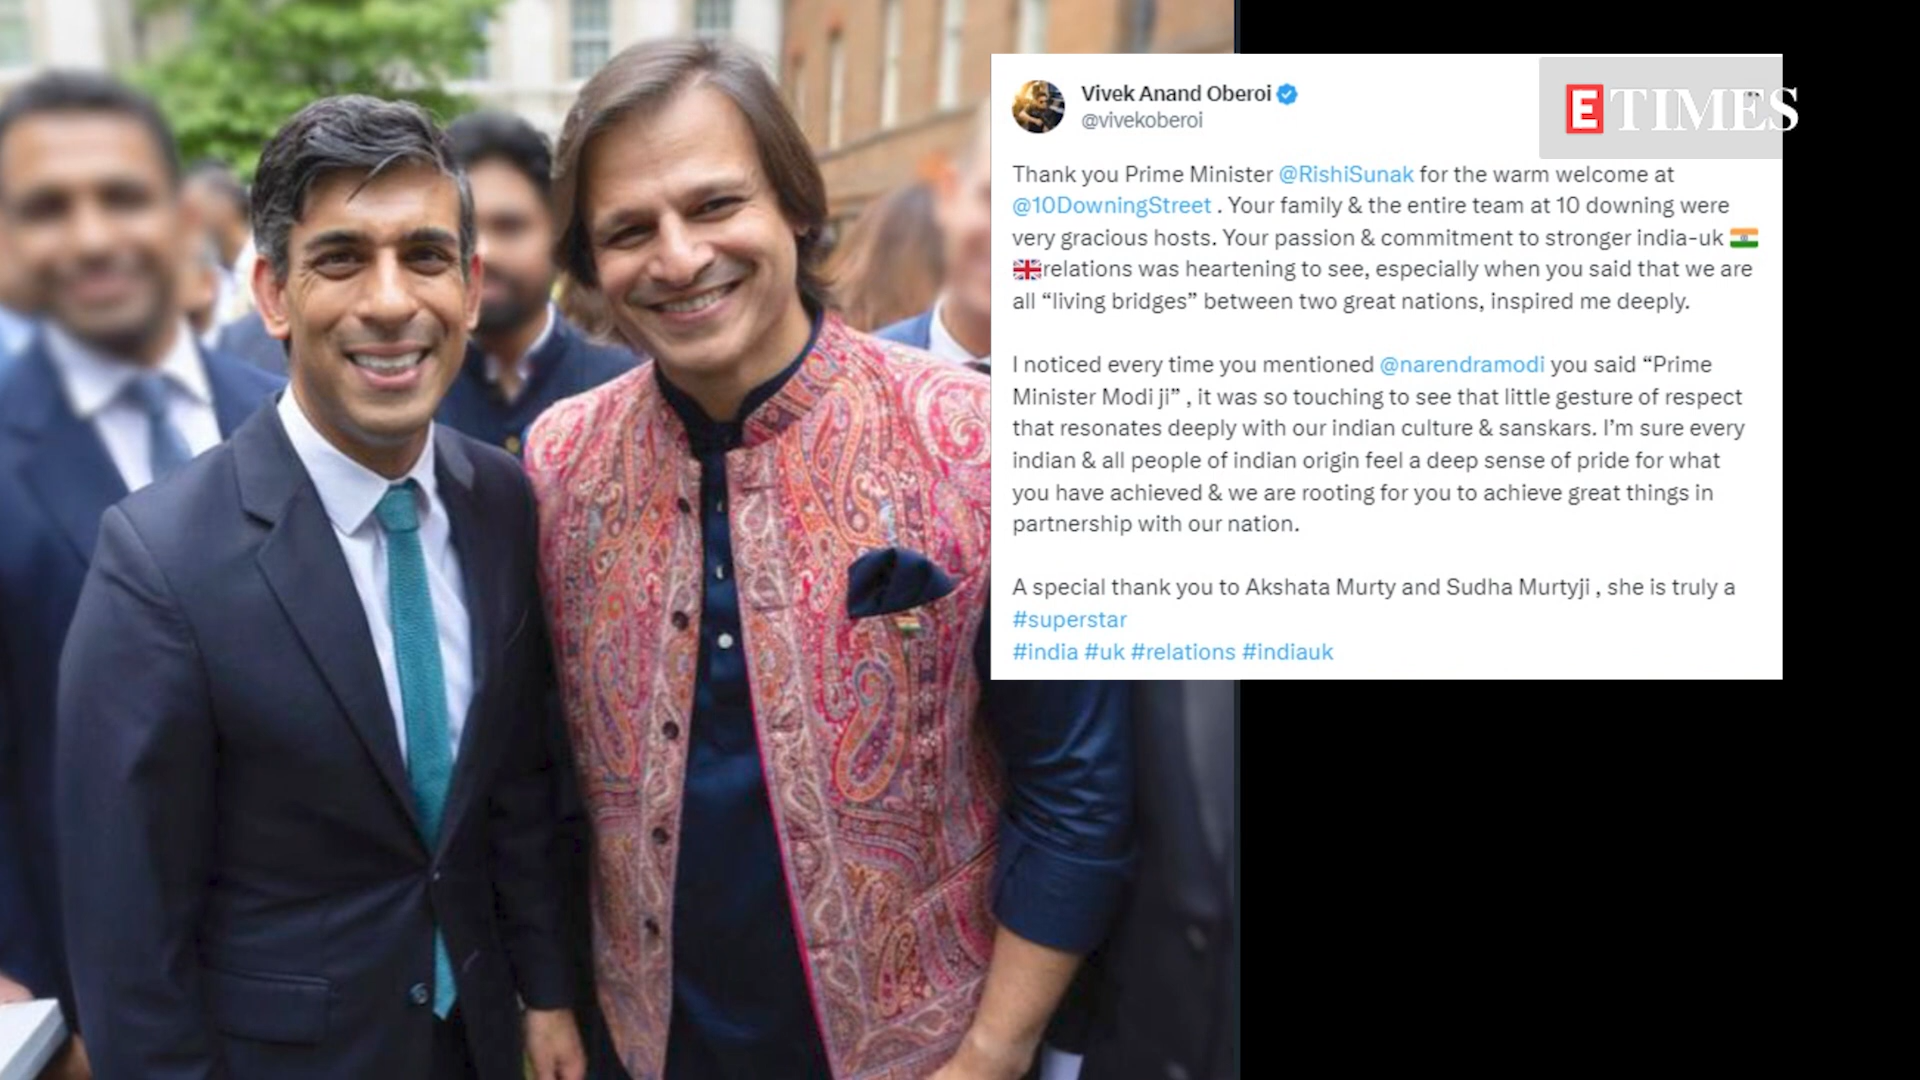 Vivek Anand Oberoi
@vivekoberoi
ETIMES
Thank you Prime Minister @RishiSunak for the warm welcome at
@10DowningStreet . Your family & the entire team at 10 downing were
very gracious hosts. Your passion & commitment to stronger india-uk 🇮🇳
🇬🇧relations was heartening to see, especially when you said that we are
all “living bridges” between two great nations, inspired me deeply.
I noticed every time you mentioned @narendramodi you said “Prime
Minister Modi ji” , it was so touching to see that little gesture of respect
that resonates deeply with our indian culture & sanskars. I’m sure every
indian & all people of indian origin feel a deep sense of pride for what
you have achieved & we are rooting for you to achieve great things in
partnership with our nation.
A special thank you to Akshata Murty and Sudha Murtyji , she is truly a
#superstar
#india #uk #relations #indiauk